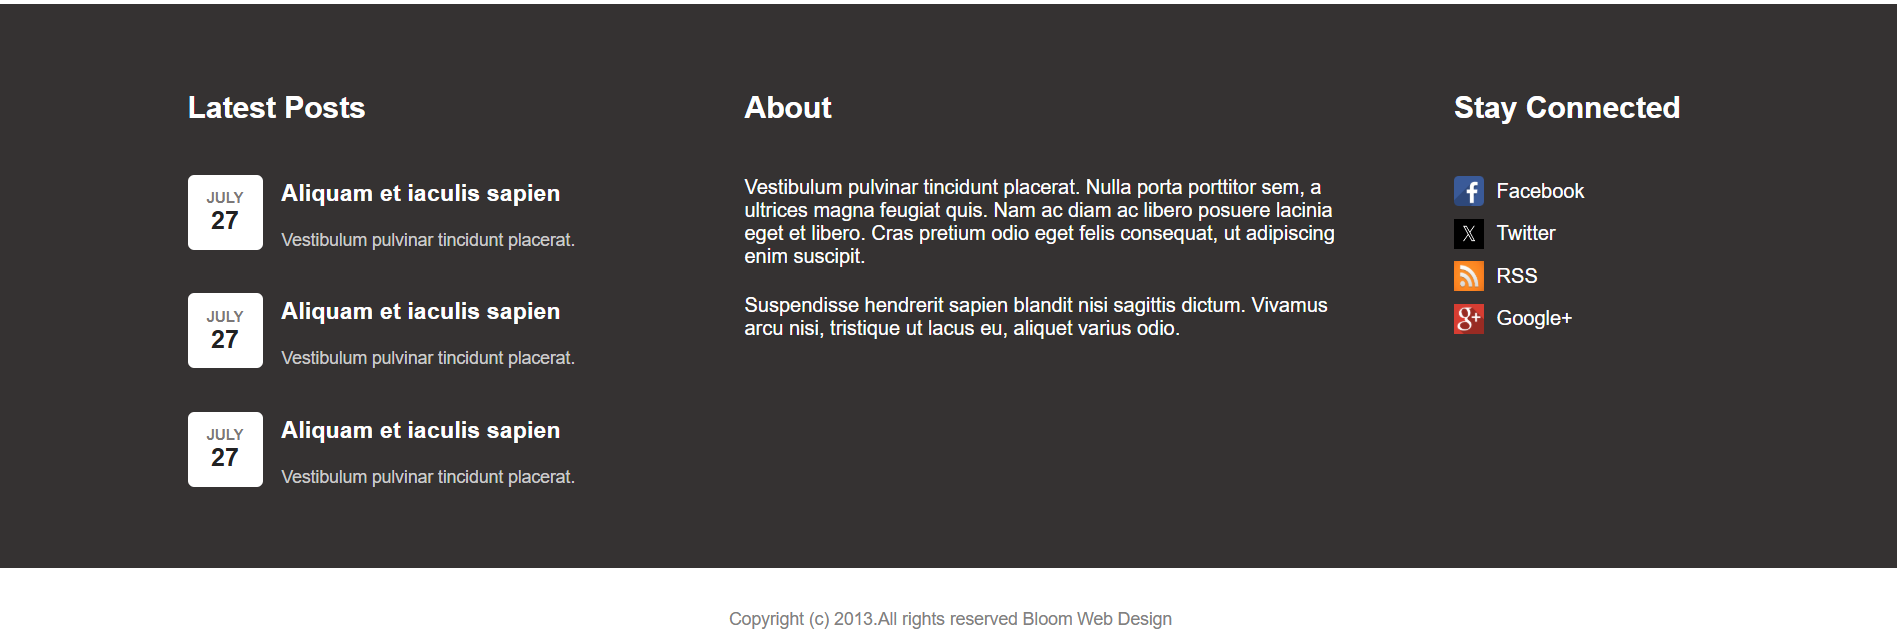 Latest Posts
JULY
27
Aliquam et iaculis sapien
Vestibulum pulvinar tincidunt placerat.
JULY
27
Aliquam et iaculis sapien
Vestibulum pulvinar tincidunt placerat.
JULY
27
Aliquam et iaculis sapien
Vestibulum pulvinar tincidunt placerat.
About
Vestibulum pulvinar tincidunt placerat. Nulla porta porttitor sem, a
ultrices magna feugiat quis. Nam ac diam ac libero posuere lacinia
eget et libero. Cras pretium odio eget felis consequat, ut adipiscing
enim suscipit.
Suspendisse hendrerit sapien blandit nisi sagittis dictum. Vivamus
arcu nisi, tristique ut lacus eu, aliquet varius odio.
Stay Connected
f Facebook
X Twitter
RSS
g+ Google+
Copyright (c) 2013.All rights reserved Bloom Web Design